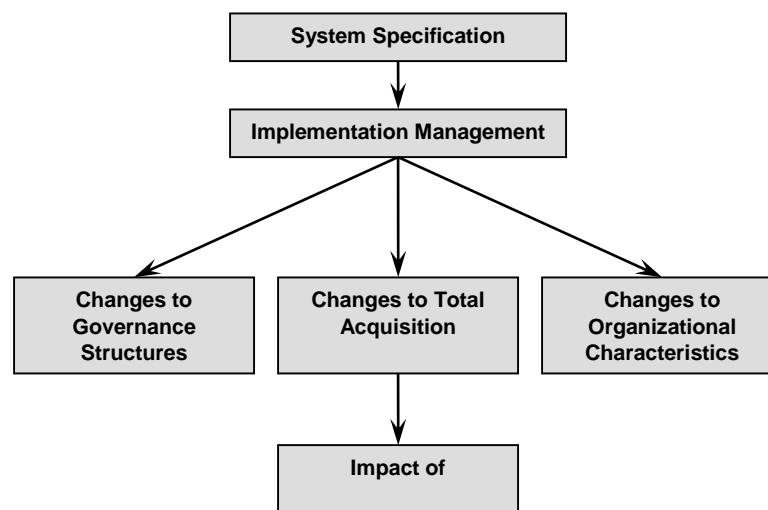 System Specification
Implementation Management
Changes to
Governance
Structures
Changes to Total
Acquisition
Changes to
Organizational
Characteristics
Impact of